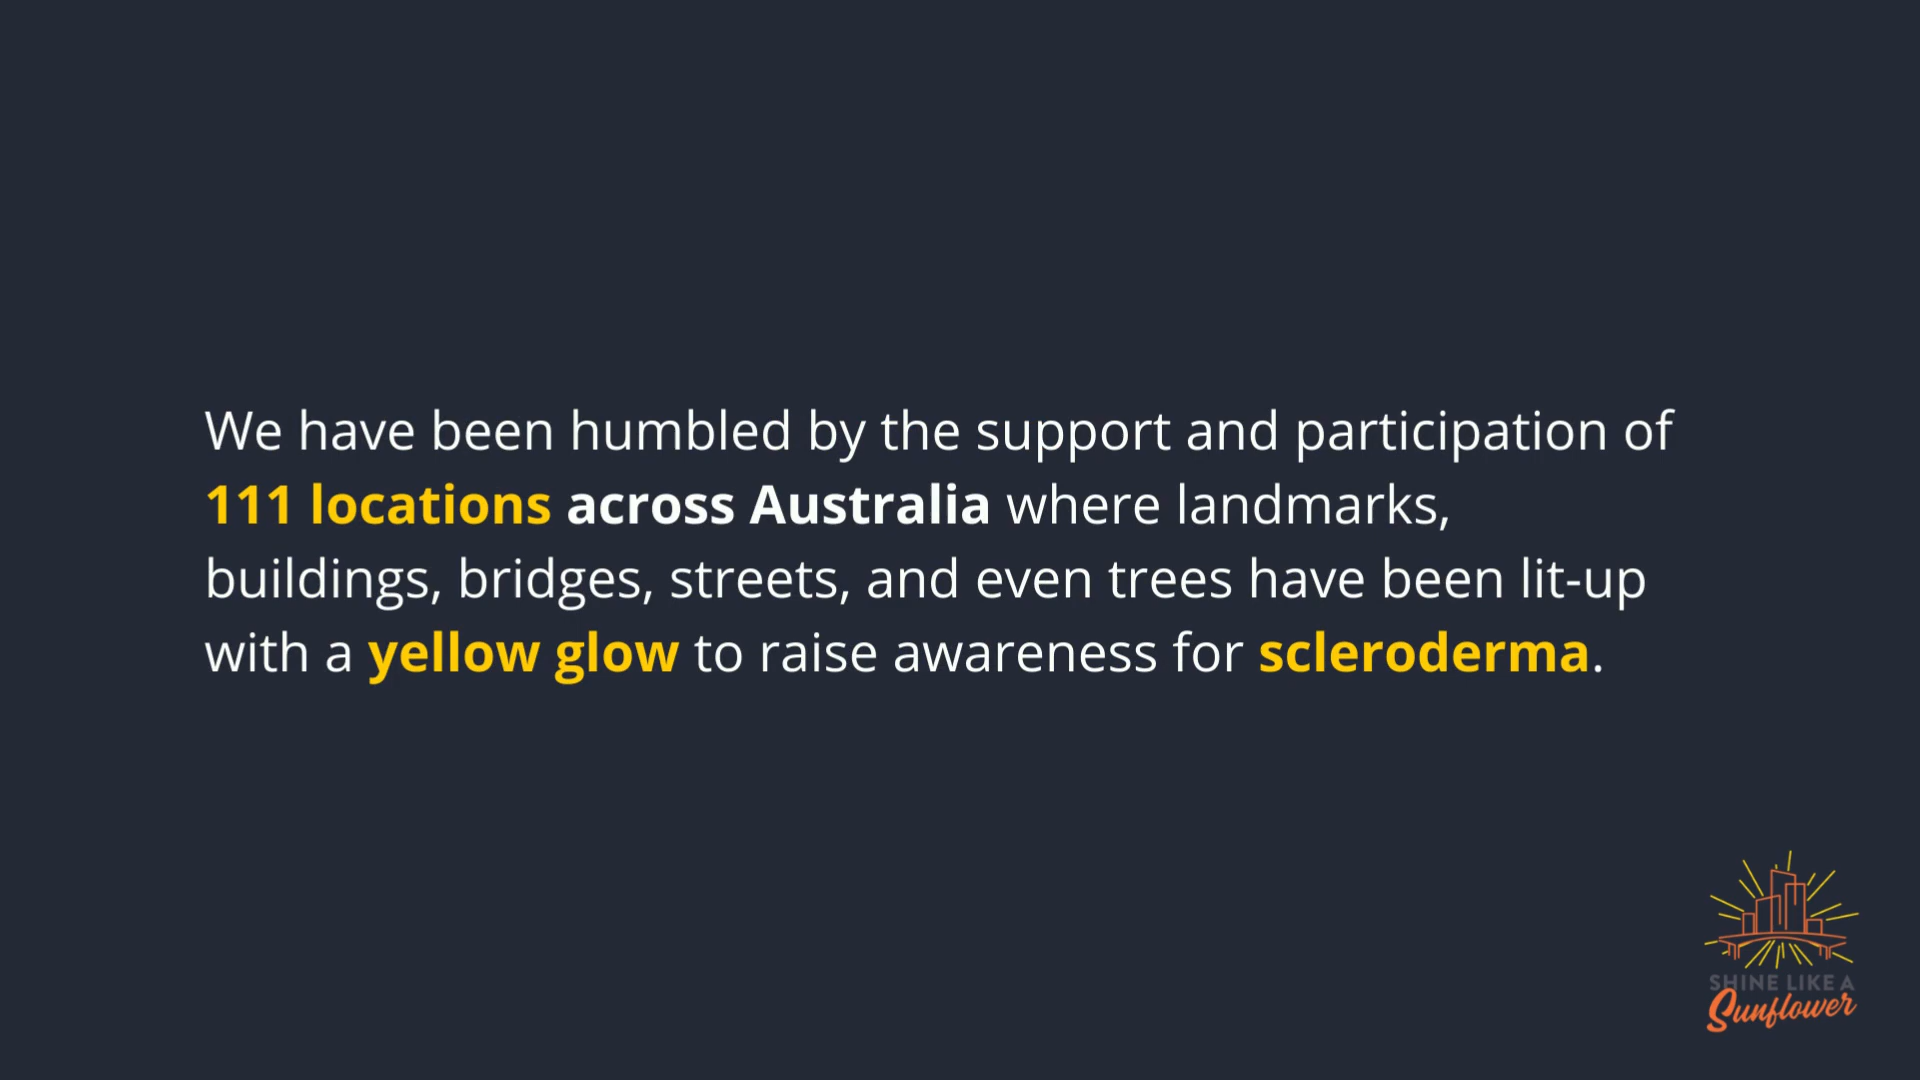 We have been humbled by the support and participation of
111 locations across Australia where landmarks,
buildings, bridges, streets, and even trees have been lit-up
with a yellow glow to raise awareness for scleroderma.
SHINE LIKE A
Sunflower